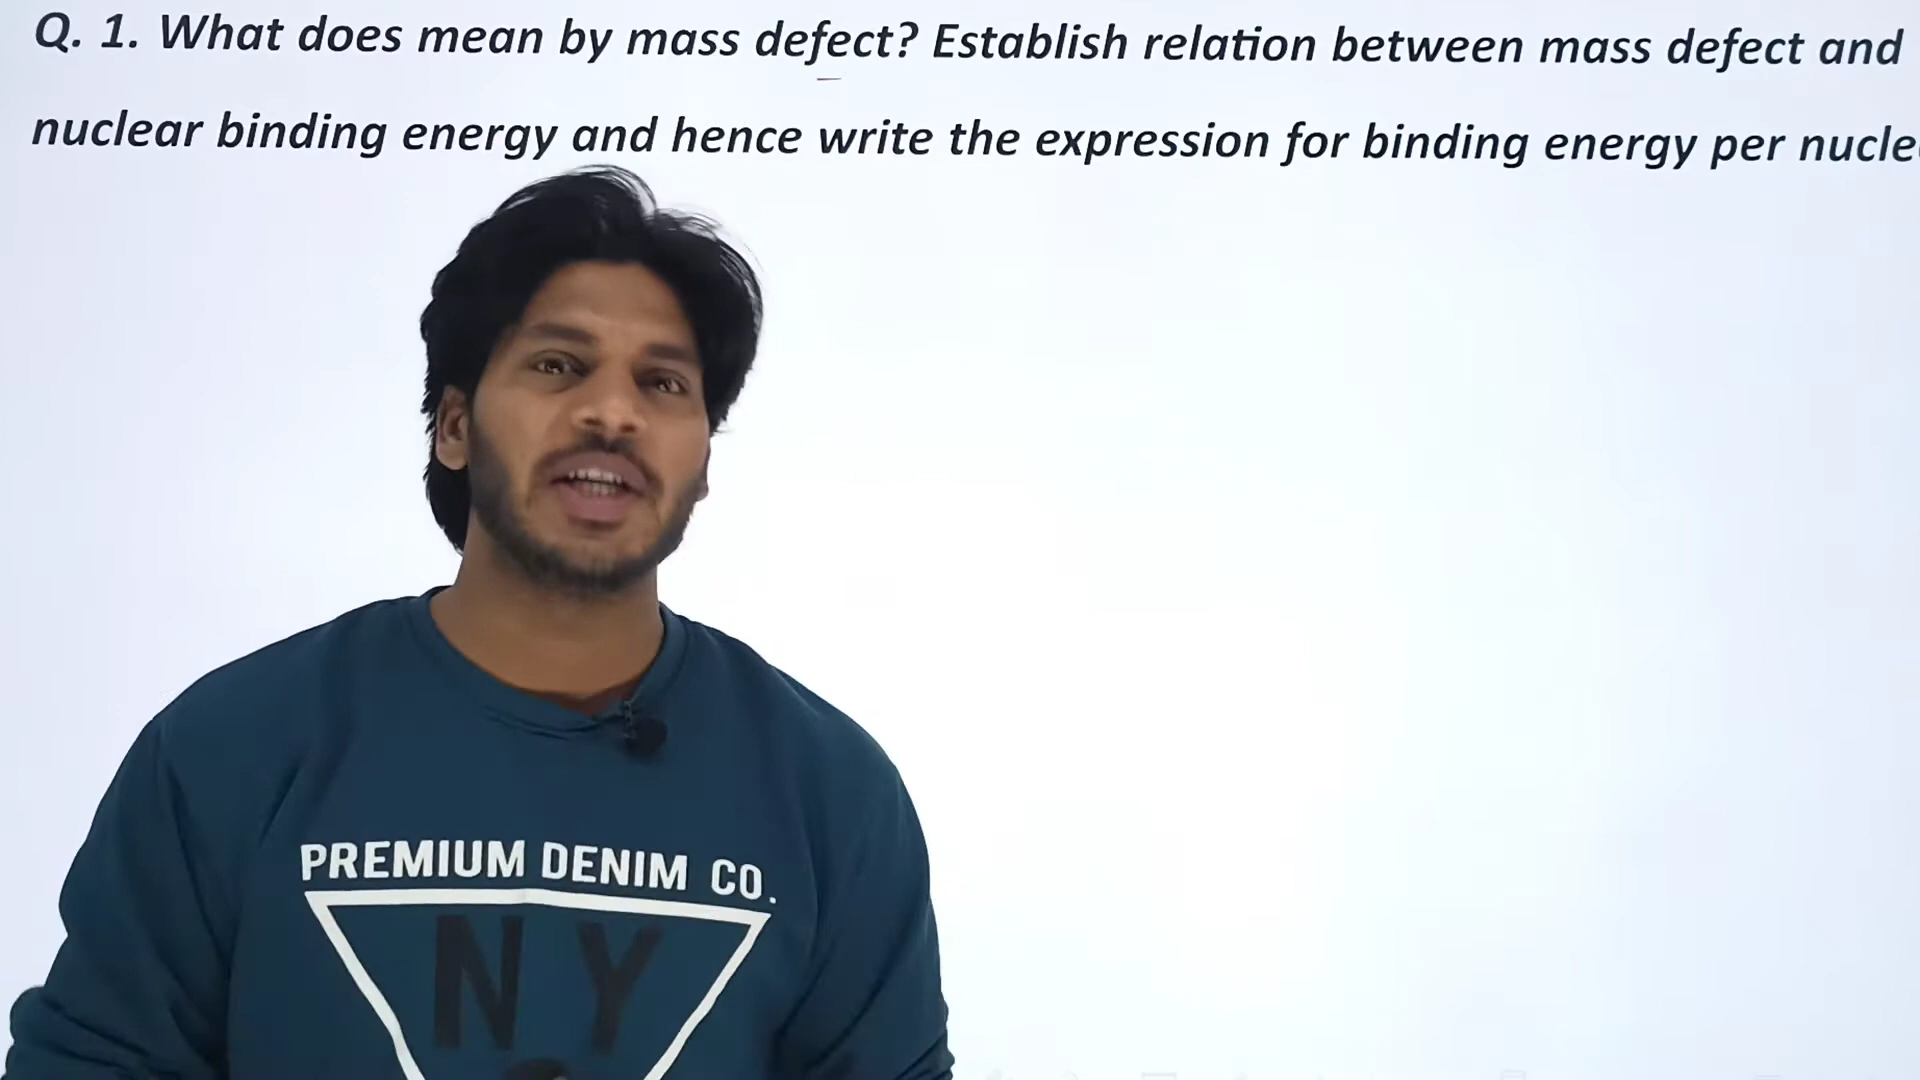 Q. 1. What does mean by mass defect? Establish relation between mass defect and
nuclear binding energy and hence write the expression for binding energy per nucle
PREMIUM DENIM CO.
N Y